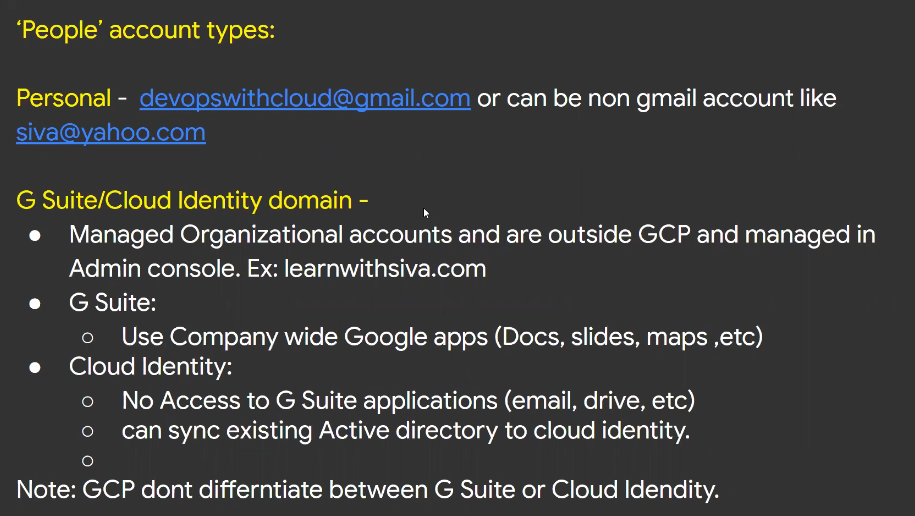 ‘People’ account types:
Personal - devopswithcloud@gmail.com or can be non gmail account like
siva@yahoo.com
G Suite/Cloud Identity domain -
● Managed Organizational accounts and are outside GCP and managed in
Admin console. Ex: learnwithsiva.com
● G Suite:
○ Use Company wide Google apps (Docs, slides, maps ,etc)
● Cloud Identity:
○ No Access to G Suite applications (email, drive, etc)
○ can sync existing Active directory to cloud identity.
○
Note: GCP dont differntiate between G Suite or Cloud Idendity.